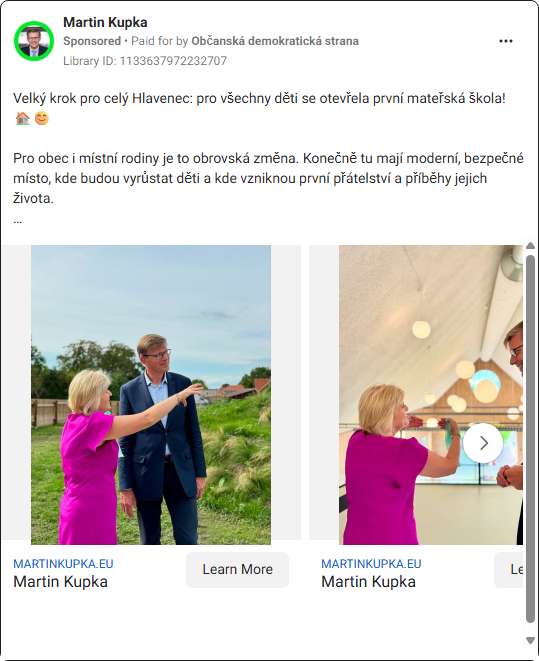 Martin Kupka
Sponsored • Paid for by Občanská demokratická strana
Library ID: 1133637972232707
Velký krok pro celý Hlavenec: pro všechny děti se otevřela první mateřská škola!
🏠 😊
Pro obec i místní rodiny je to obrovská změna. Konečně tu mají moderní, bezpečné
místo, kde budou vyrůstat děti a kde vzniknou první přátelství a příběhy jejich
života.
...
MARTINKUPKA.EU
Martin Kupka
Learn More
MARTINKUPKA.EU
Martin Kupka
Le